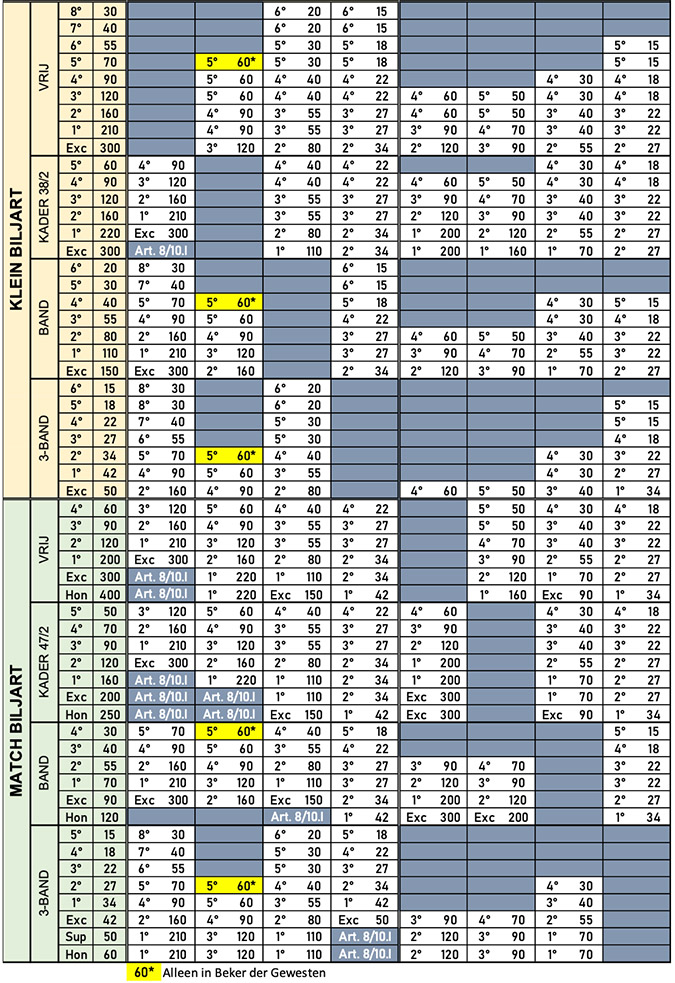 KLEIN BILJART
VRIJ
8° 30 6° 20 6° 15
7° 40 6° 20 6° 15
6° 55 5° 30 5° 18 5° 15
5° 70 5° 60* 5° 30 5° 18 5° 15
4° 90 5° 60 4° 40 4° 22 4° 30 4° 18
3° 120 5° 60 4° 40 4° 22 4° 60 5° 50 4° 30 4° 18
2° 160 4° 90 3° 55 3° 27 4° 60 5° 50 3° 40 3° 22
1° 210 4° 90 3° 55 3° 27 3° 90 4° 70 3° 40 3° 22
Exc 300 3° 120 2° 80 2° 34 2° 120 3° 90 2° 55 2° 27
KADER 38/2
5° 60 4° 90 4° 40 4° 22 4° 30 4° 18
4° 90 3° 120 4° 40 4° 22 4° 60 5° 50 4° 30 4° 18
3° 120 2° 160 3° 55 3° 27 3° 90 4° 70 3° 40 3° 22
2° 160 1° 210 3° 55 3° 27 2° 120 3° 90 3° 40 3° 22
1° 220 Exc 300 2° 80 2° 34 1° 200 2° 120 2° 55 2° 27
Exc 300 Art. 8/10.I 1° 110 2° 34 1° 200 1° 160 1° 70 2° 27
BAND
6° 20 8° 30 6° 15
5° 30 7° 40 6° 15
4° 40 5° 70 5° 60* 5° 18 4° 30 5° 15
3° 55 4° 90 5° 60 4° 22 4° 30 4° 18
2° 80 2° 160 4° 90 3° 27 4° 60 5° 50 3° 40 3° 22
1° 110 1° 210 3° 120 3° 27 3° 90 4° 70 2° 55 3° 22
Exc 150 Exc 300 2° 160 2° 34 2° 120 3° 90 1° 70 2° 27
3-BAND
6° 15 8° 30 6° 20
5° 18 8° 30 6° 20 5° 15
4° 22 7° 40 5° 30 5° 15
3° 27 6° 55 5° 30 4° 18
2° 34 5° 70 5° 60* 4° 40 4° 30 3° 22
1° 42 4° 90 5° 60 3° 55 4° 30 2° 27
Exc 50 2° 160 4° 90 2° 80 4° 60 5° 50 3° 40 1° 34
MATCH BILJART
VRIJ
4° 60 3° 120 5° 60 4° 40 4° 22 5° 50 4° 30 4° 18
3° 90 2° 160 4° 90 3° 55 3° 27 5° 50 3° 40 3° 22
2° 120 1° 210 3° 120 3° 55 3° 27 4° 70 3° 40 3° 22
1° 200 Exc 300 2° 160 2° 80 2° 34 3° 90 2° 55 2° 27
Exc 300 Art. 8/10.I 1° 220 1° 110 2° 34 2° 120 1° 70 2° 27
Hon 400 Art. 8/10.I 1° 220 Exc 150 1° 42 1° 160 Exc 90 1° 34
KADER 47/2
5° 50 3° 120 5° 60 4° 40 4° 22 4° 60 4° 30 4° 18
4° 70 2° 160 4° 90 3° 55 3° 27 3° 90 3° 40 3° 22
3° 90 1° 210 3° 120 3° 55 3° 27 2° 120 3° 40 3° 22
2° 120 Exc 300 2° 160 2° 80 2° 34 1° 200 2° 55 2° 27
1° 160 Art. 8/10.I 1° 220 1° 110 2° 34 1° 200 1° 70 2° 27
Exc 200 Art. 8/10.I Art. 8/10.I 1° 110 2° 34 Exc 300 1° 70 2° 27
Hon 250 Art. 8/10.I Art. 8/10.I Exc 150 1° 42 Exc 300 Exc 90 1° 34
BAND
4° 30 5° 70 5° 60* 4° 40 5° 18 5° 15
3° 40 4° 90 5° 60 3° 55 4° 22 4° 18
2° 55 2° 160 4° 90 2° 80 3° 27 3° 90 4° 70 3° 22
1° 70 1° 210 3° 120 1° 110 3° 27 2° 120 3° 90 3° 22
Exc 90 Exc 300 2° 160 Exc 150 2° 34 1° 200 2° 120 2° 27
Hon 120 Art. 8/10.I 1° 42 Exc 300 Exc 200 1° 34
3-BAND
5° 15 8° 30 6° 20 5° 18
4° 18 7° 40 5° 30 4° 22
3° 22 6° 55 5° 30 3° 27
2° 27 5° 70 5° 60* 4° 40 2° 34 4° 30
1° 34 4° 90 5° 60 3° 55 1° 42 3° 40
Exc 42 2° 160 4° 90 2° 80 Exc 50 3° 90 4° 70 2° 55
Sup 50 1° 210 3° 120 1° 110 Art. 8/10.I 2° 120 3° 90 1° 70
Hon 60 1° 210 3° 120 1° 110 Art. 8/10.I 2° 120 3° 90 1° 70
60* Alleen in Beker der Gewesten